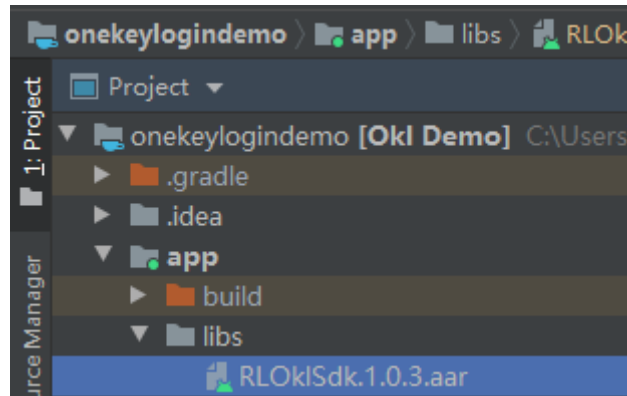 onekeylogindemo 〉 app 〉 libs 〉 RLOk
1: Project
Project
onekeylogindemo [Okl Demo] C:\Users
.gradle
.idea
app
build
libs
RLOklSdk.1.0.3.aar
urce Manager